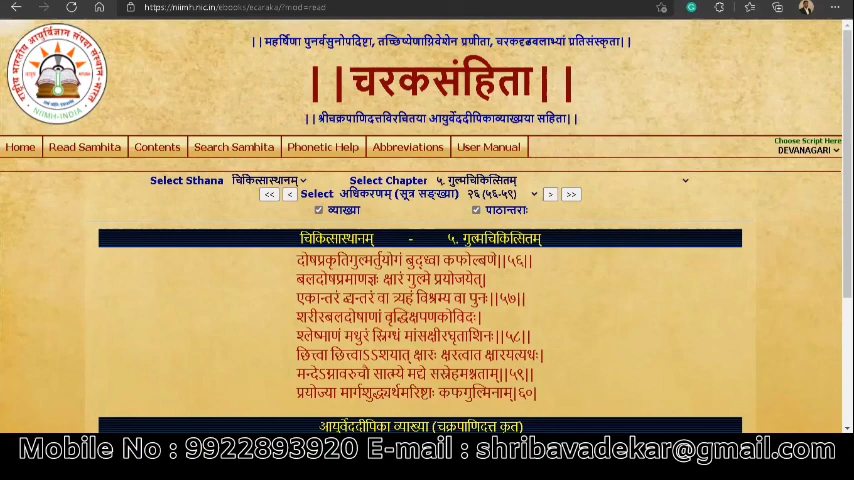 https://niimh.nic.in/ebooks/ecaraka/?mod=read
||महर्षिणा पुनर्वसुनोपदिष्टा, तच्छिष्येणाग्निवेशेन प्रणीता, चरकदृढबलाभ्यां प्रतिसंस्कृता||
||चरकसंहिता||
||श्रीचक्रपाणिदत्तविरचितया आयुर्वेददीपिकाव्याख्यया सहिता||
NIIMH-INDIA
Home Read Samhita Contents Search Samhita Phonetic Help Abbreviations User Manual
Choose Script Here
DEVANAGARI
Select Sthana चिकित्सास्थानम् Select Chapter ५. गुल्मचिकित्सितम्
<< < Select अधिकरणम् (सूत्र सङ्ख्या) २६ (५६-५९) > >>
व्याख्या पाठान्तराः
चिकित्सास्थानम् - ५. गुल्मचिकित्सितम्
दोषप्रकृतिगुल्मर्तुयोगं बुद्ध्वा कफोल्बणे||५६||
बलदोषप्रमाणज्ञः क्षारं गुल्मे प्रयोजयेत्|
एकान्तरं द्व्यन्तरं वा त्र्यहं विश्रम्य वा पुनः||५७||
शरीरबलदोषाणां वृद्धिक्षपणकोविदः|
श्लेष्माणं मधुरं स्निग्धं मांसक्षीरघृताशिनः||५८||
छित्त्वा छित्त्वाऽऽशयात् क्षारः क्षरत्वात् क्षारयत्यधः|
मन्देऽग्नावरुचौ सात्म्ये मद्ये सस्नेहमश्नताम्||५९||
प्रयोज्या मार्गशुद्ध्यर्थमरिष्टाः कफगुल्मिनाम्|६०|
आयुर्वेददीपिका व्याख्या (चक्रपाणिदत्त कृत)
Mobile No : 9922893920 E-mail : shribavadekar@gmail.com